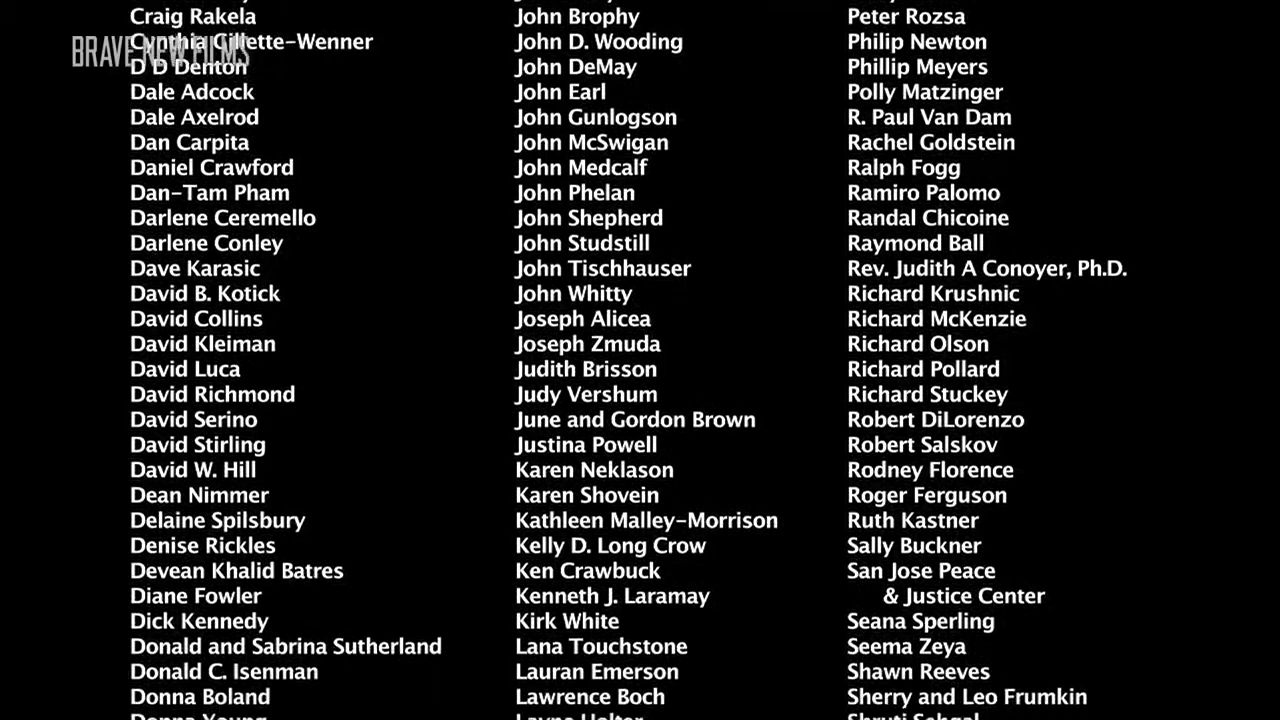 BRAVE NEW FILMS
Craig Rakela
Cynthia Gillette-Wenner
D D Denton
Dale Adcock
Dale Axelrod
Dan Carpita
Daniel Crawford
Dan-Tam Pham
Darlene Ceremello
Darlene Conley
Dave Karasic
David B. Kotick
David Collins
David Kleiman
David Luca
David Richmond
David Serino
David Stirling
David W. Hill
Dean Nimmer
Delaine Spilsbury
Denise Rickles
Devean Khalid Batres
Diane Fowler
Dick Kennedy
Donald and Sabrina Sutherland
Donald C. Isenman
Donna Boland
Donna Young
John Brophy
John D. Wooding
John DeMay
John Earl
John Gunlogson
John McSwigan
John Medcalf
John Phelan
John Shepherd
John Studstill
John Tischhauser
John Whitty
Joseph Alicea
Joseph Zmuda
Judith Brisson
Judy Vershum
June and Gordon Brown
Justina Powell
Karen Neklason
Karen Shovein
Kathleen Malley-Morrison
Kelly D. Long Crow
Ken Crawbuck
Kenneth J. Laramay
Kirk White
Lana Touchstone
Lauran Emerson
Lawrence Boch
Layne Holter
Peter Rozsa
Philip Newton
Phillip Meyers
Polly Matzinger
R. Paul Van Dam
Rachel Goldstein
Ralph Fogg
Ramiro Palomo
Randal Chicoine
Raymond Ball
Rev. Judith A Conoyer, Ph.D.
Richard Krushnic
Richard McKenzie
Richard Olson
Richard Pollard
Richard Stuckey
Robert DiLorenzo
Robert Salskov
Rodney Florence
Roger Ferguson
Ruth Kastner
Sally Buckner
San Jose Peace
& Justice Center
Seana Sperling
Seema Zeya
Shawn Reeves
Sherry and Leo Frumkin
Shruti Sehgal